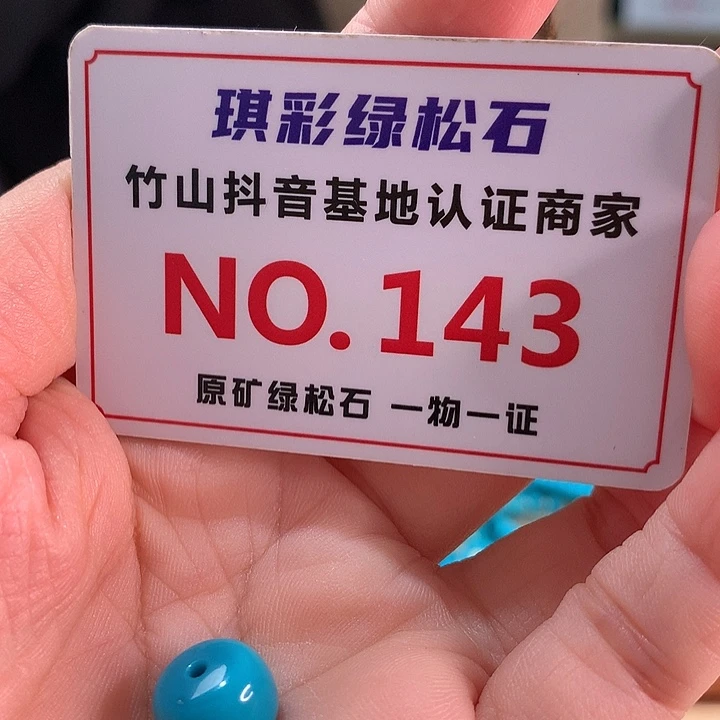 琪彩绿松石
竹山抖音基地认证商家
NO.143
原矿绿松石 一物一证